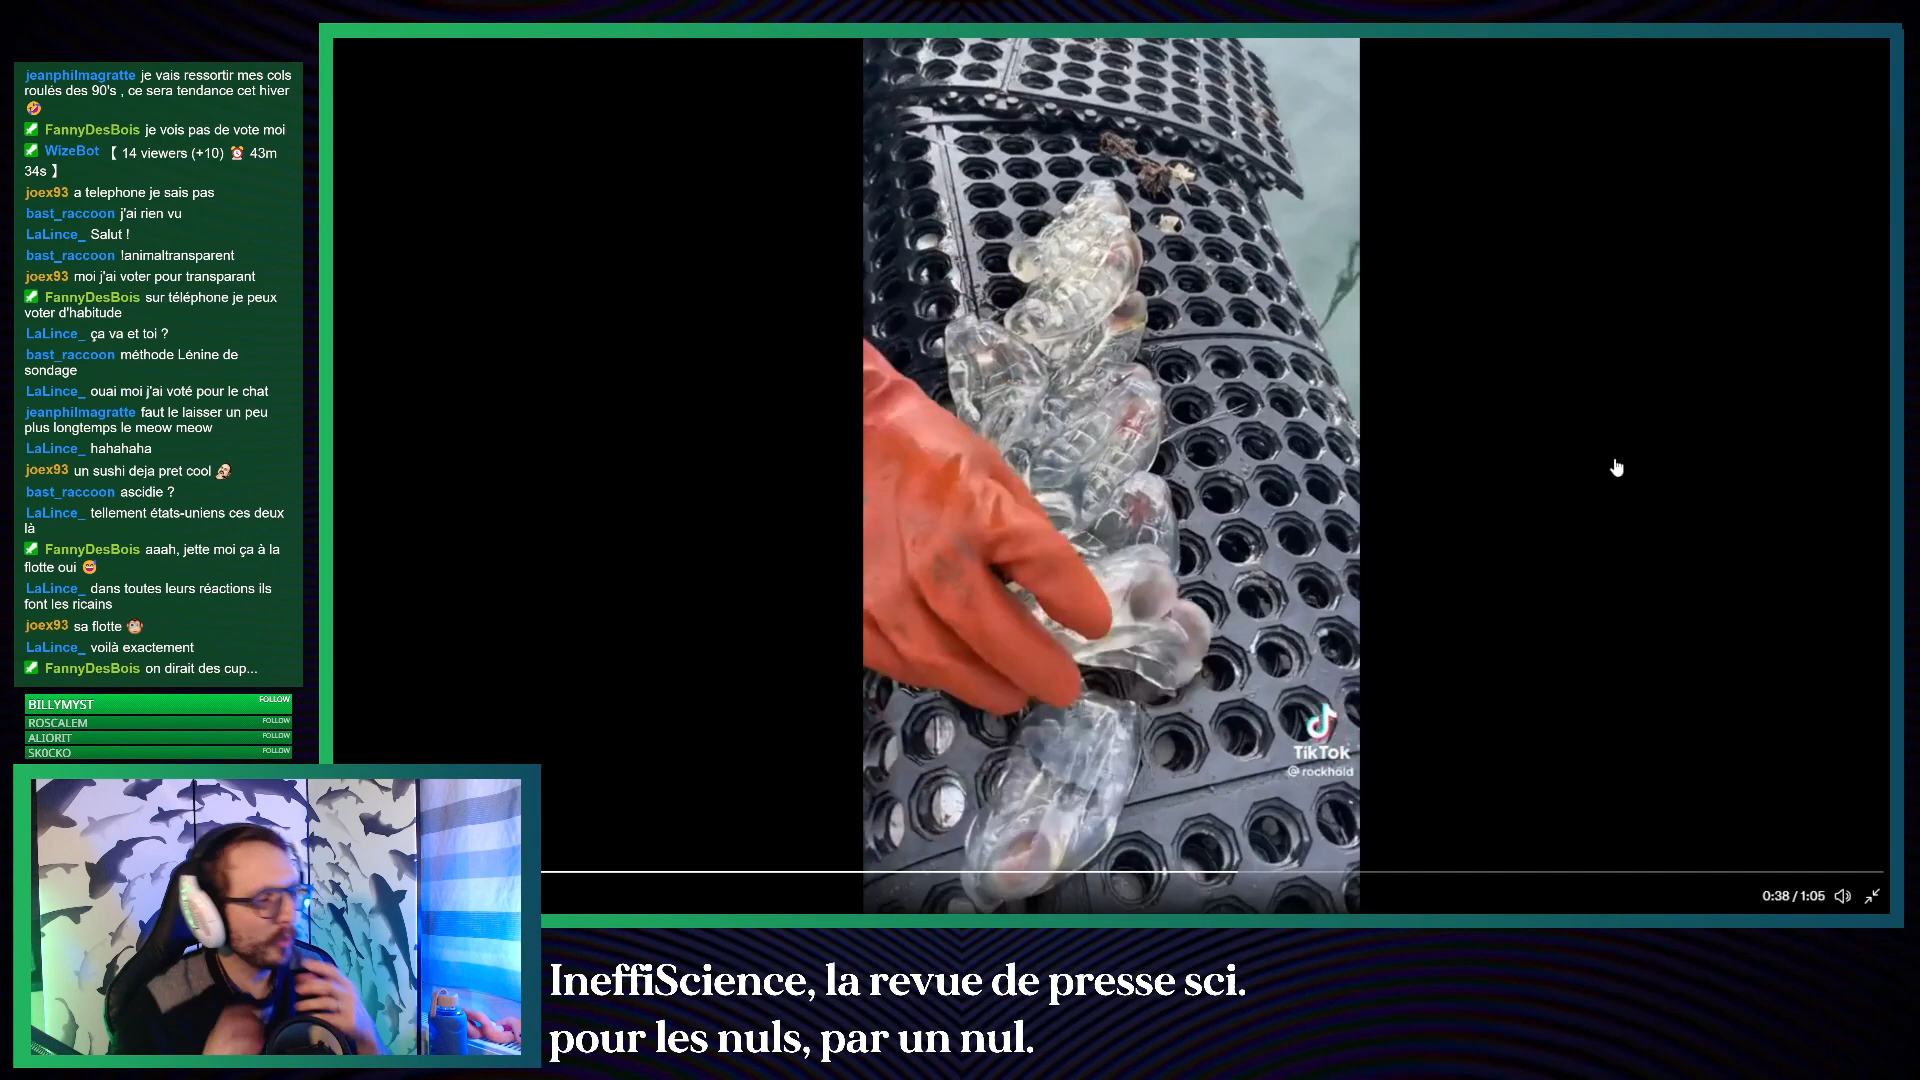 jeanphilmagratte je vais ressortir mes cols
roulés des 90's , ce sera tendance cet hiver
FannyDesBois je vois pas de vote moi
WizeBot 【 14 viewers (+10) ⏰ 43m
34s 】
joex93 a telephone je sais pas
bast_raccoon j'ai rien vu
LaLince_ Salut !
bast_raccoon !animaltransparent
joex93 moi j'ai voter pour transparant
FannyDesBois sur téléphone je peux
voter d'habitude
LaLince_ ça va et toi ?
bast_raccoon méthode Lénine de
sondage
LaLince_ ouai moi j'ai voté pour le chat
jeanphilmagratte faut le laisser un peu
plus longtemps le meow meow
LaLince_ hahahaha
joex93 un sushi deja pret cool
bast_raccoon ascidie ?
LaLince_ tellement états-uniens ces deux
là
FannyDesBois aaah, jette moi ça à la
flotte oui 😅
LaLince_ dans toutes leurs réactions ils
font les ricains
joex93 sa flotte
LaLince_ voilà exactement
FannyDesBois on dirait des cup...
BILLYMYST FOLLOW
ROSCALEM FOLLOW
ALIORIT FOLLOW
SK0CKO FOLLOW
TikTok
@rockhold
0:38 / 1:05
IneffiScience, la revue de presse sci.
pour les nuls, par un nul.